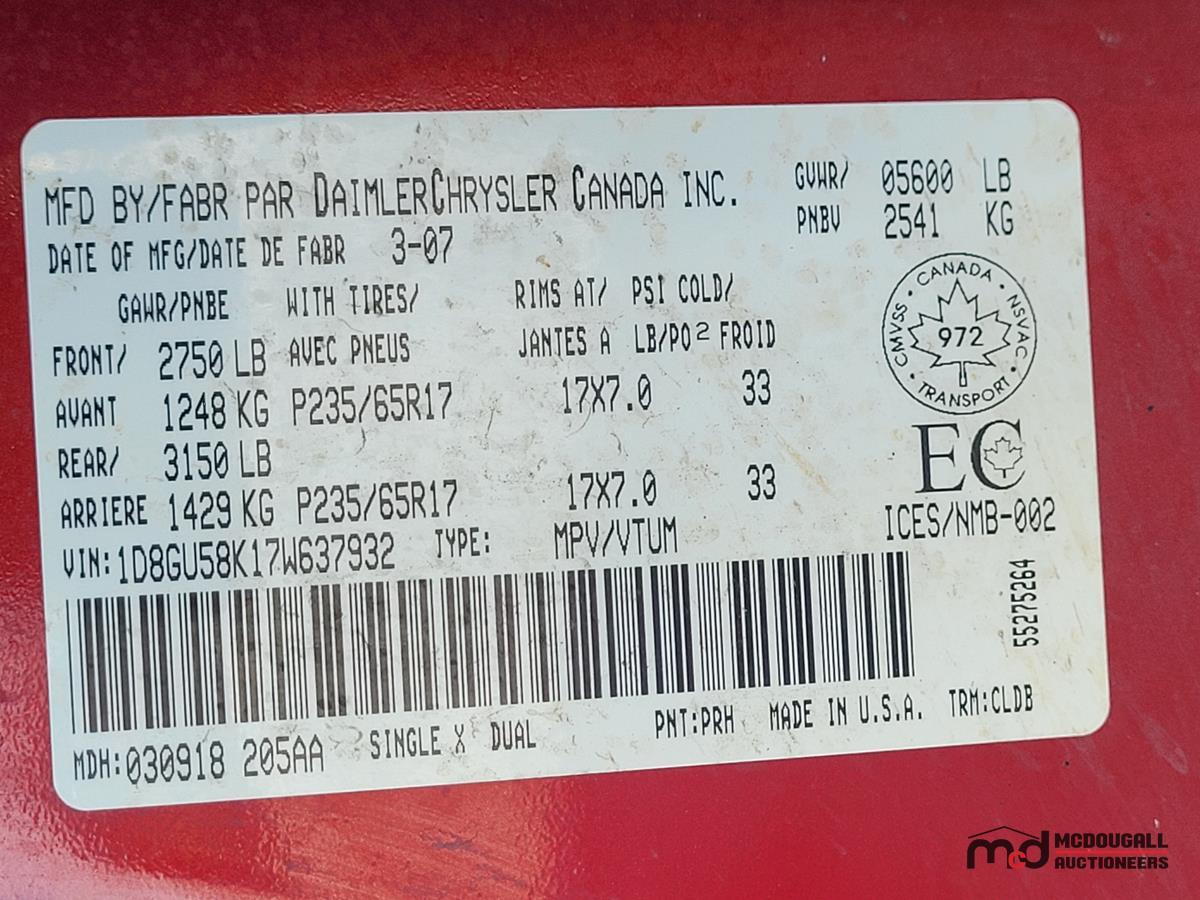 MFD BY/FABR PAR DAIMLERCHRYSLER CANADA INC.
GVWR/ 05600 LB
PNBV 2541 KG
DATE OF MFG/DATE DE FABR 3-07
GAWR/PNBE WITH TIRES/ RIMS AT/ PSI COLD/
FRONT/ 2750 LB AVEC PNEUS JANTES A LB/PO² FROID
AVANT 1248 KG P235/65R17 17X7.0 33
REAR/ 3150 LB
ARRIERE 1429 KG P235/65R17 17X7.0 33
VIN: 1D8GU58K17W637932 TYPE: MPV/VTUM
CANADA · NSVAC · TRANSPORT · CMVSS ·
972
EC
ICES/NMB-002
55275264
MDH: 030918 205AA SINGLE X DUAL PNT: PRH MADE IN U.S.A. TRM: CLDB
mcd MCDOUGALL
AUCTIONEERS